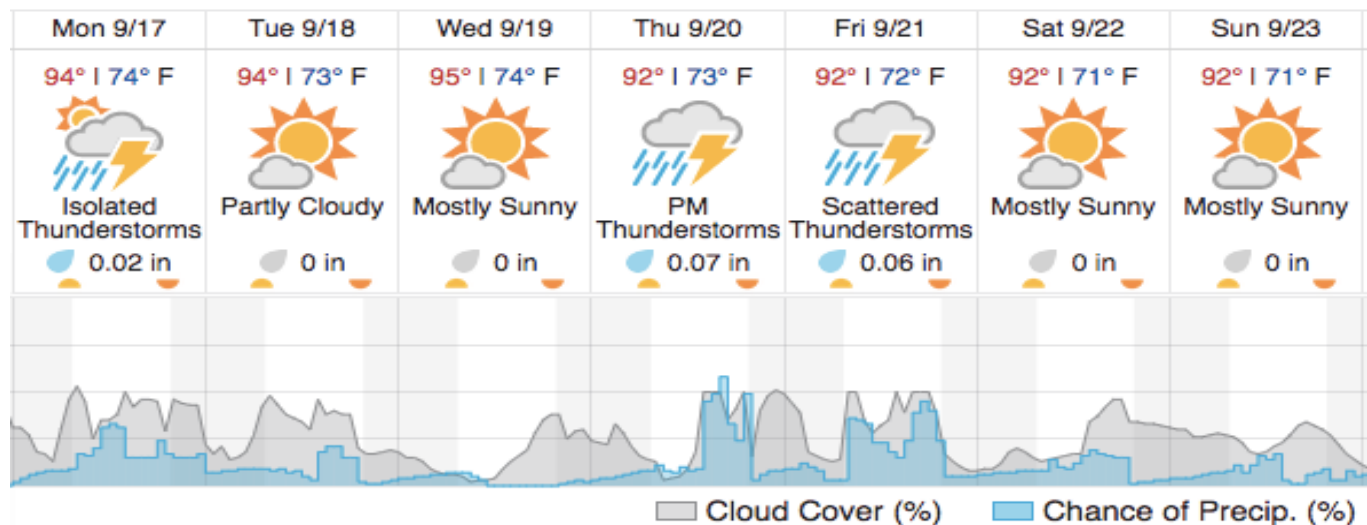 Mon 9/17 Tue 9/18 Wed 9/19 Thu 9/20 Fri 9/21 Sat 9/22 Sun 9/23
94° | 74° F 94° | 73° F 95° | 74° F 92° | 73° F 92° | 72° F 92° | 71° F 92° | 71° F
Isolated Partly Cloudy Mostly Sunny PM Scattered Mostly Sunny Mostly Sunny
Thunderstorms Thunderstorms Thunderstorms
0.02 in 0 in 0 in 0.07 in 0.06 in 0 in 0 in
Cloud Cover (%) Chance of Precip. (%)